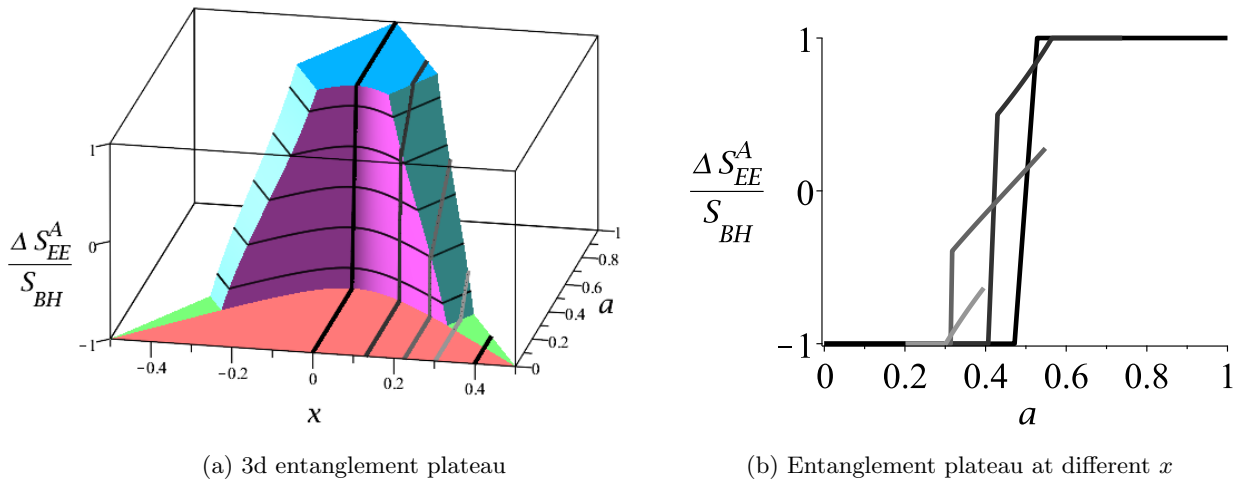 1
0
−1
Δ S^A_EE
S_BH
−0.4
−0.2
0
0.2
0.4
x
0
0.2
0.4
0.6
0.8
1
a
(a) 3d entanglement plateau
1
0
−1
Δ S^A_EE
S_BH
0
0.2
0.4
0.6
0.8
1
a
(b) Entanglement plateau at different x